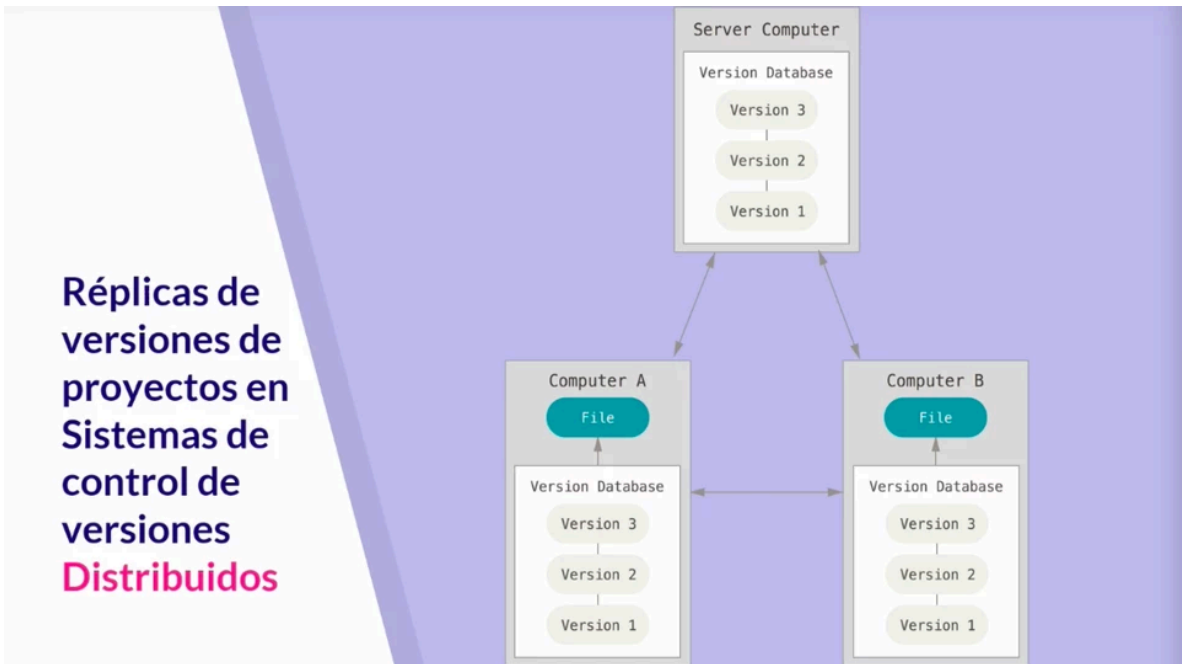 Réplicas de
versiones de
proyectos en
Sistemas de
control de
versiones
Distribuidos
Server Computer
Version Database
Version 3
Version 2
Version 1
Computer A
File
Version Database
Version 3
Version 2
Version 1
Computer B
File
Version Database
Version 3
Version 2
Version 1